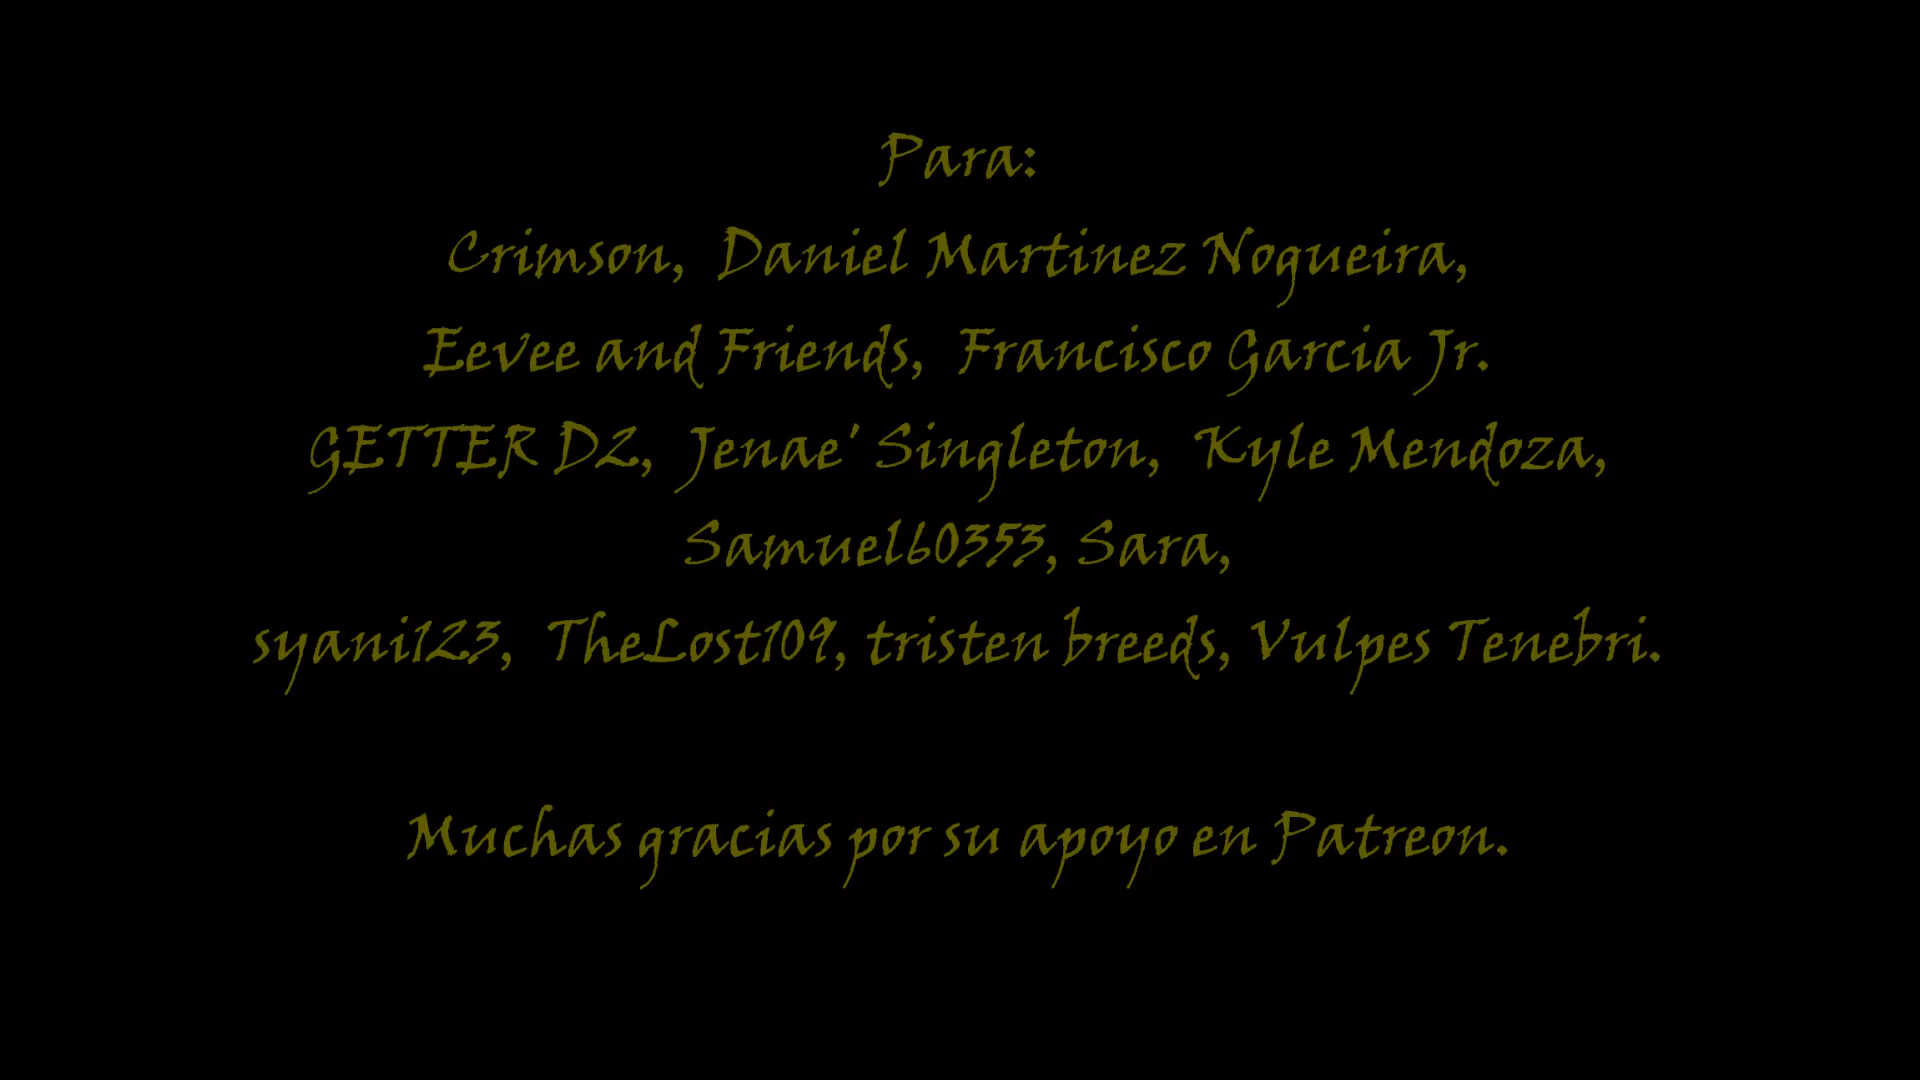 Para:
Crimson, Daniel Martinez Nogueira,
Eevee and Friends, Francisco Garcia Jr.
GETTER D2, Jenae' Singleton, Kyle Mendoza,
Samuel60353, Sara,
syani123, TheLost109, tristen breeds, Vulpes Tenebri.
Muchas gracias por su apoyo en Patreon.